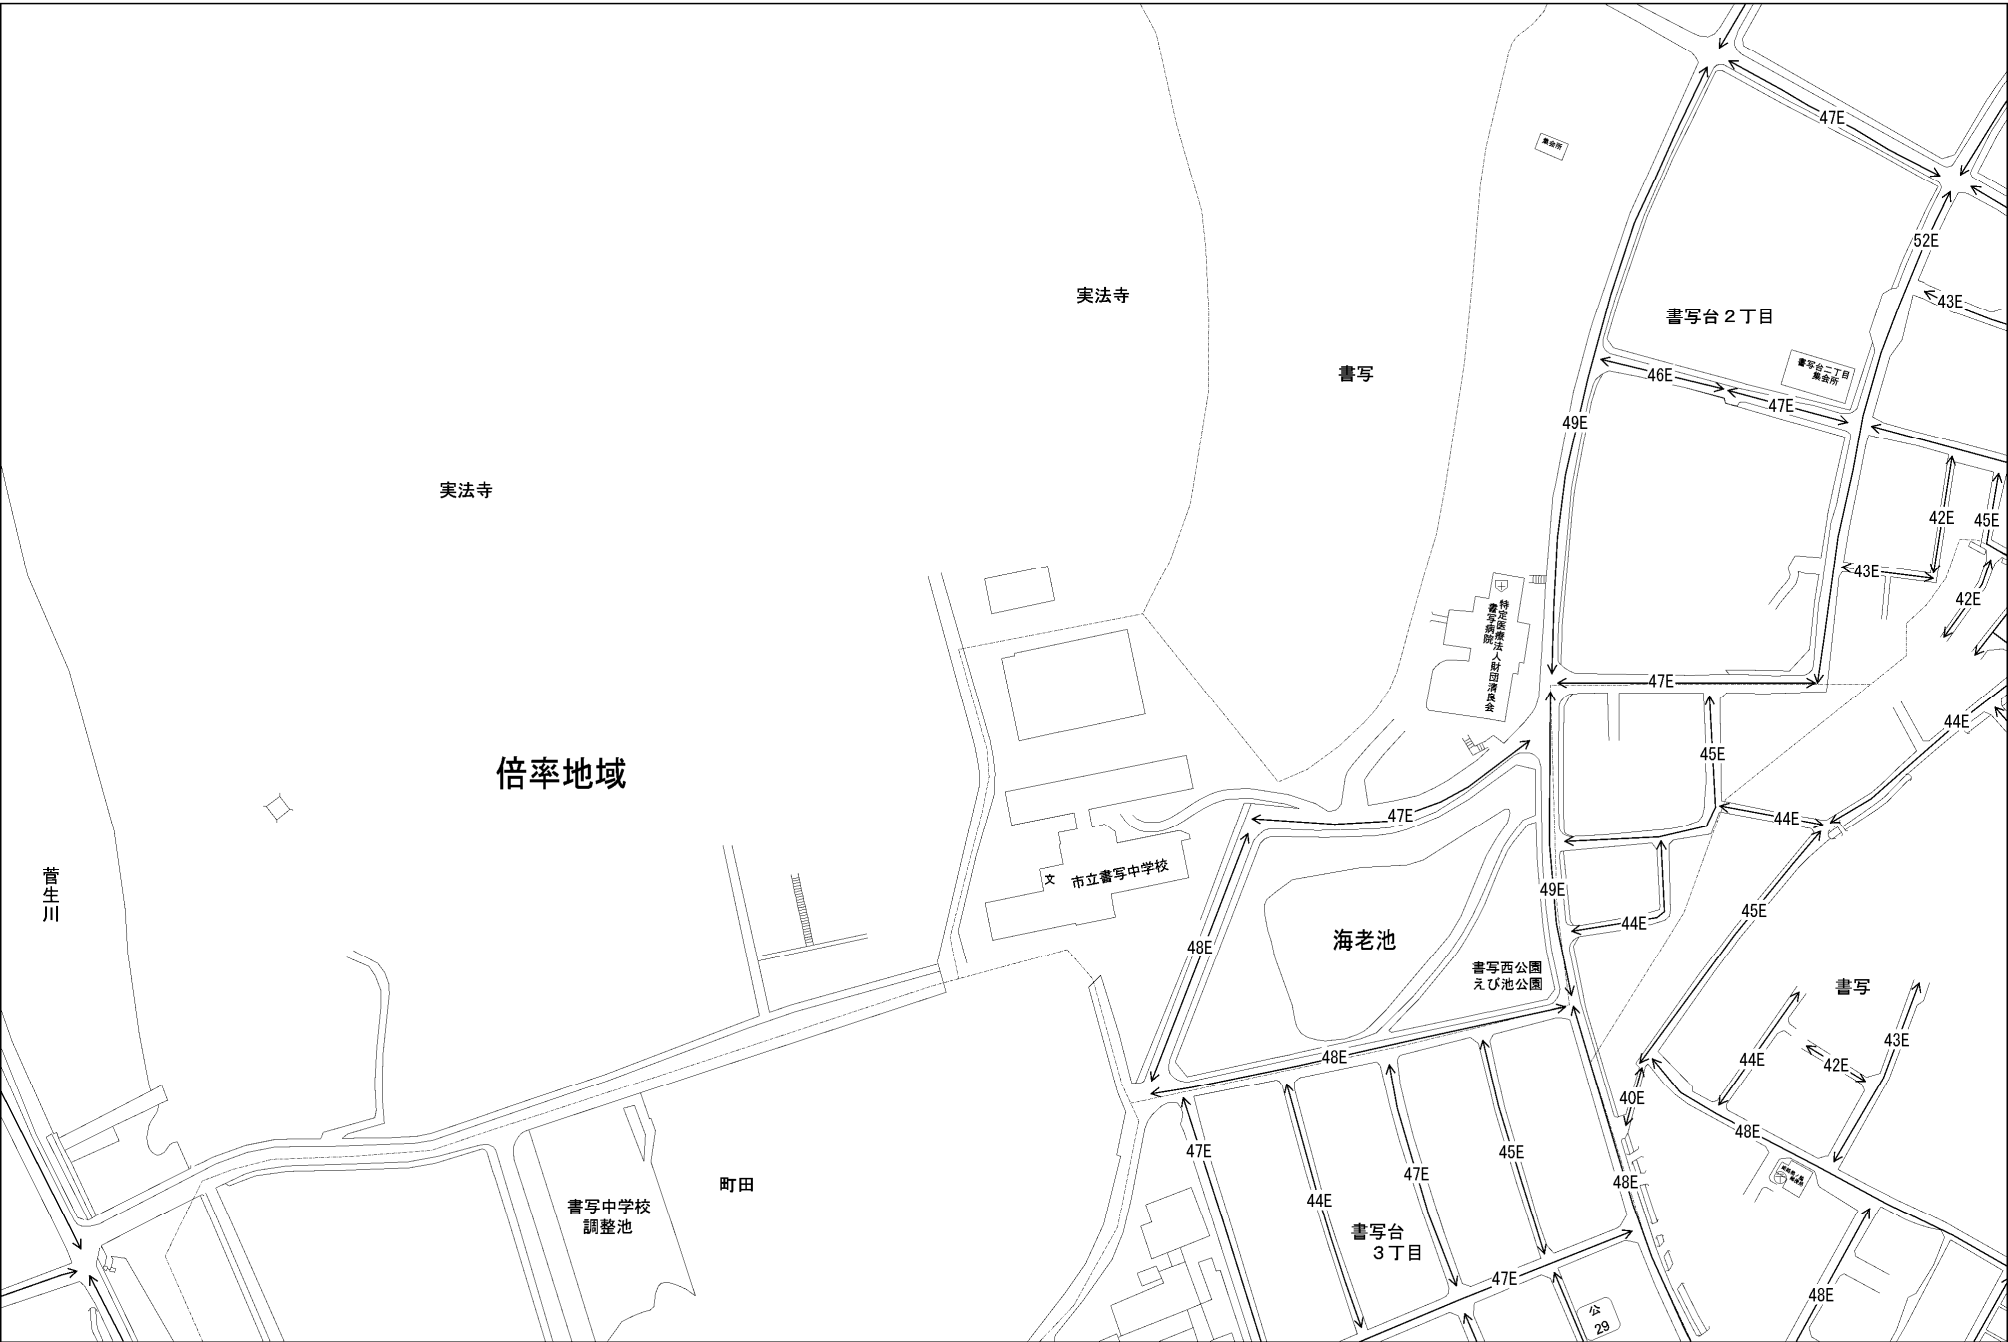 47E
集会所
52E
実法寺
43E
書写台２丁目
書写
書写台二丁目
集会所
46E
47E
49E
実法寺
42E
45E
43E
特定医療法人財団清良会
書写病院
42E
47E
44E
45E
倍率地域
47E
44E
菅生川
文 市立書写中学校
49E
45E
44E
48E
海老池
書写西公園
えび池公園
書写
43E
48E
44E
42E
40E
48E
47E
45E
47E
町田
48E
44E
書写中学校
調整池
書写台
３丁目
47E
48E
公
29